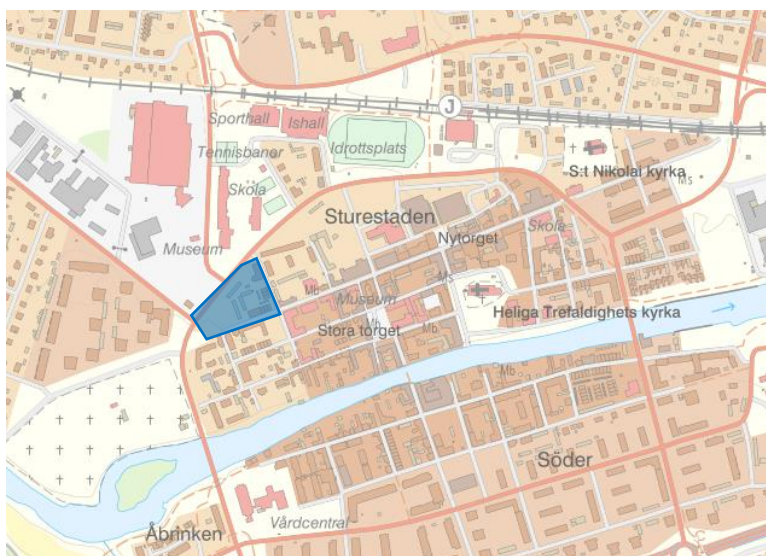 J
Sporthall
Ishall
Tennisbanor
Idrottsplats
Skola
S:t Nikolai kyrka
Ms
Sturestaden
Skola
Museum
Nytorget
Mb
Museum
Ms
Mb
Stora torget
Mb
Heliga Trefaldighets kyrka
Mb
Söder
Vårdcentral
Åbrinken